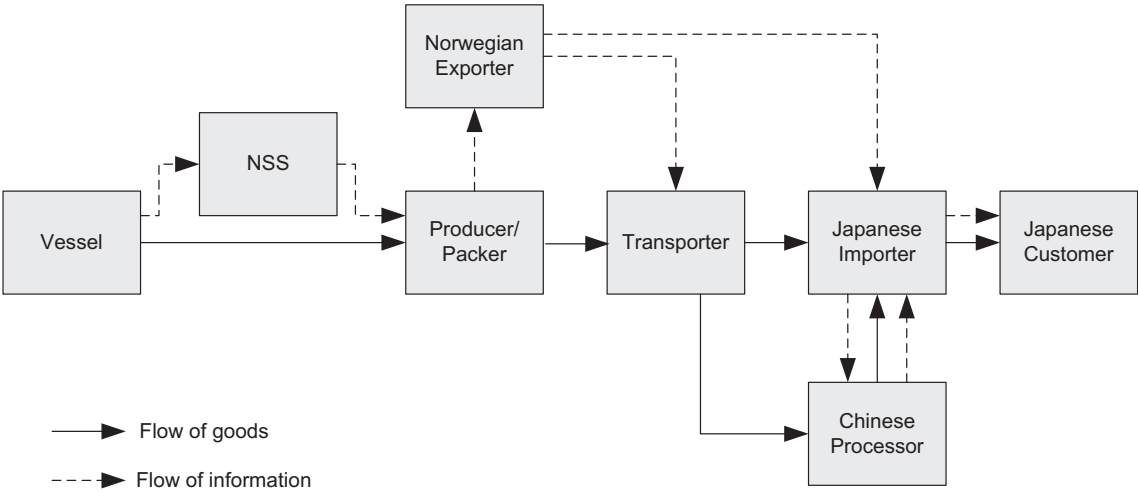 Norwegian
Exporter
NSS
Vessel
Producer/
Packer
Transporter
Japanese
Importer
Japanese
Customer
Chinese
Processor
Flow of goods
Flow of information